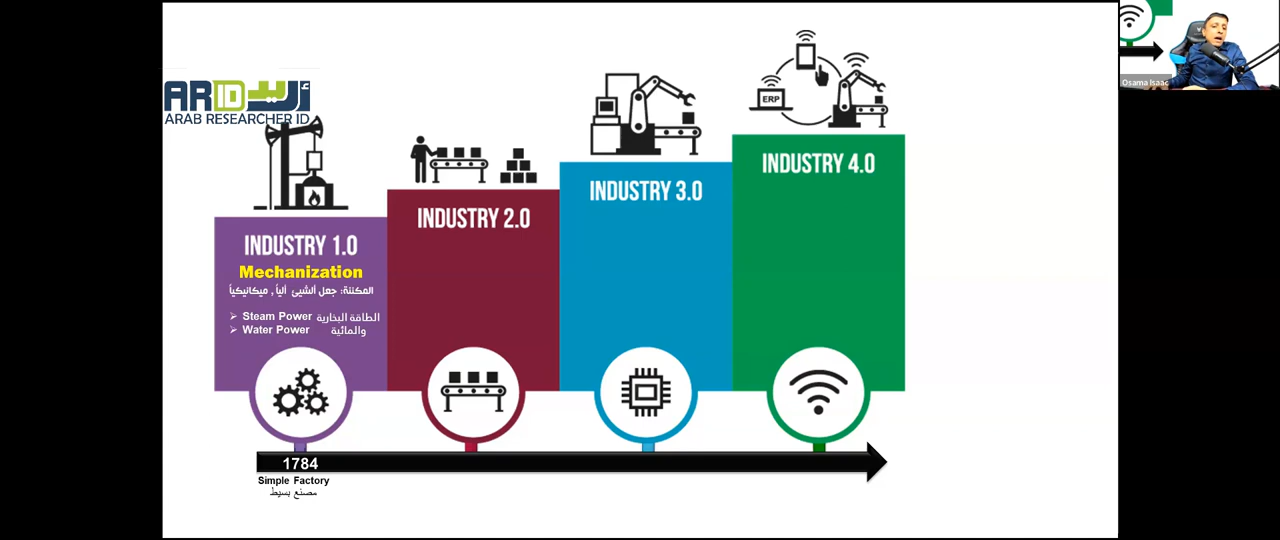 ARID أريد
ARAB RESEARCHER ID
ERP
Osama Isaac
INDUSTRY 1.0
Mechanization
المكننة: جعل الشيئ آلياً , ميكانيكياً
➢ Steam Power الطاقة البخارية
➢ Water Power والمائية
INDUSTRY 2.0
INDUSTRY 3.0
INDUSTRY 4.0
1784
Simple Factory
مصنع بسيط